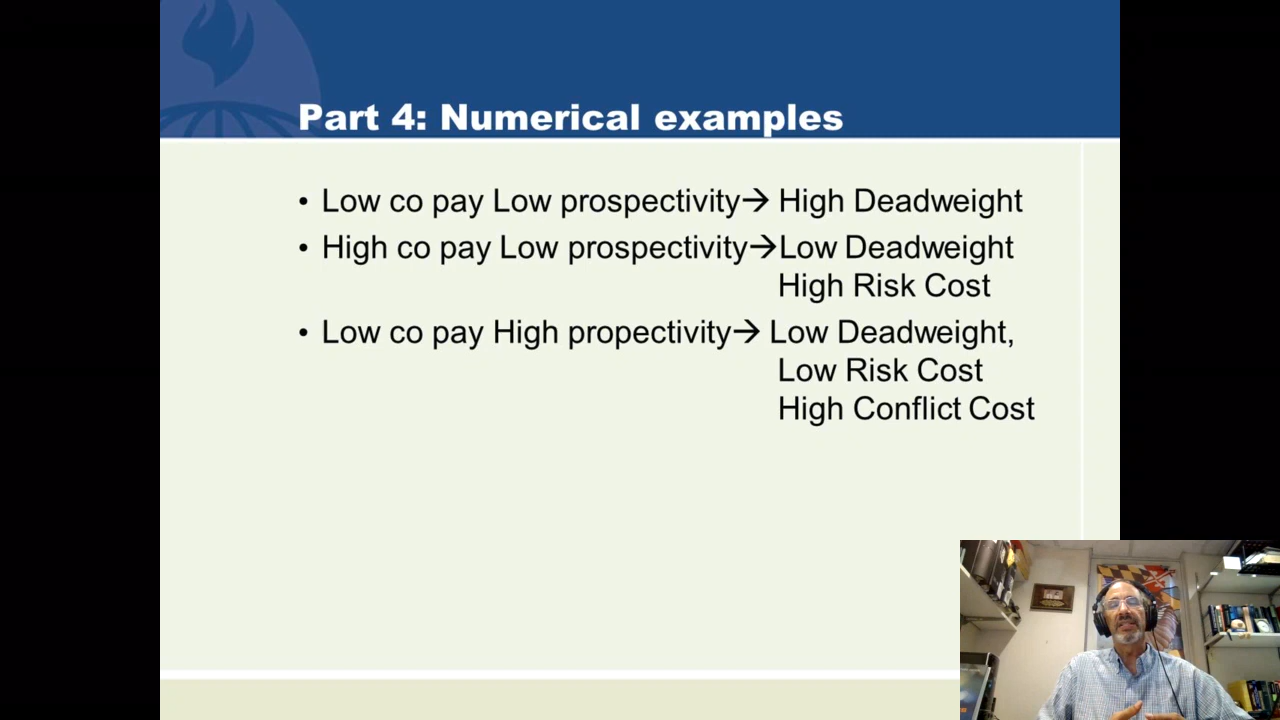 Part 4: Numerical examples
• Low co pay Low prospectivity→ High Deadweight
• High co pay Low prospectivity→Low Deadweight
High Risk Cost
• Low co pay High propectivity→ Low Deadweight,
Low Risk Cost
High Conflict Cost